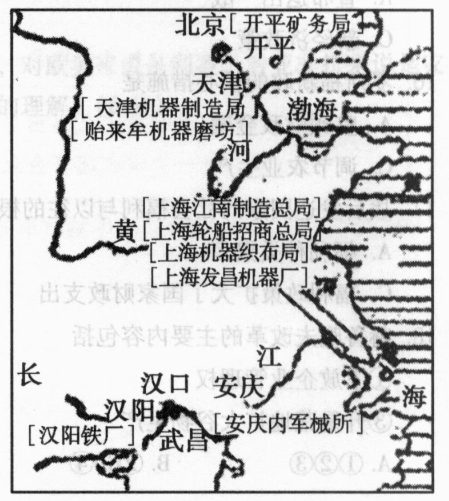 北京
[开平矿务局
开平
天津
[天津机器制造局
[贻来牟机器磨坊
渤海
河
黄
[上海江南制造总局]
黄
[上海轮船招商总局]
[上海机器织布局]
[上海发昌机器厂]
海
长
江
汉口
安庆
汉阳
[汉阳铁厂]
武昌
[安庆内军械所]